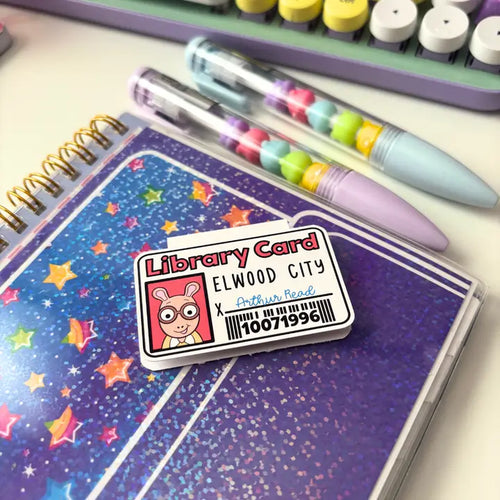 Library Card
ELWOOD CITY
X Arthur Read
10071996